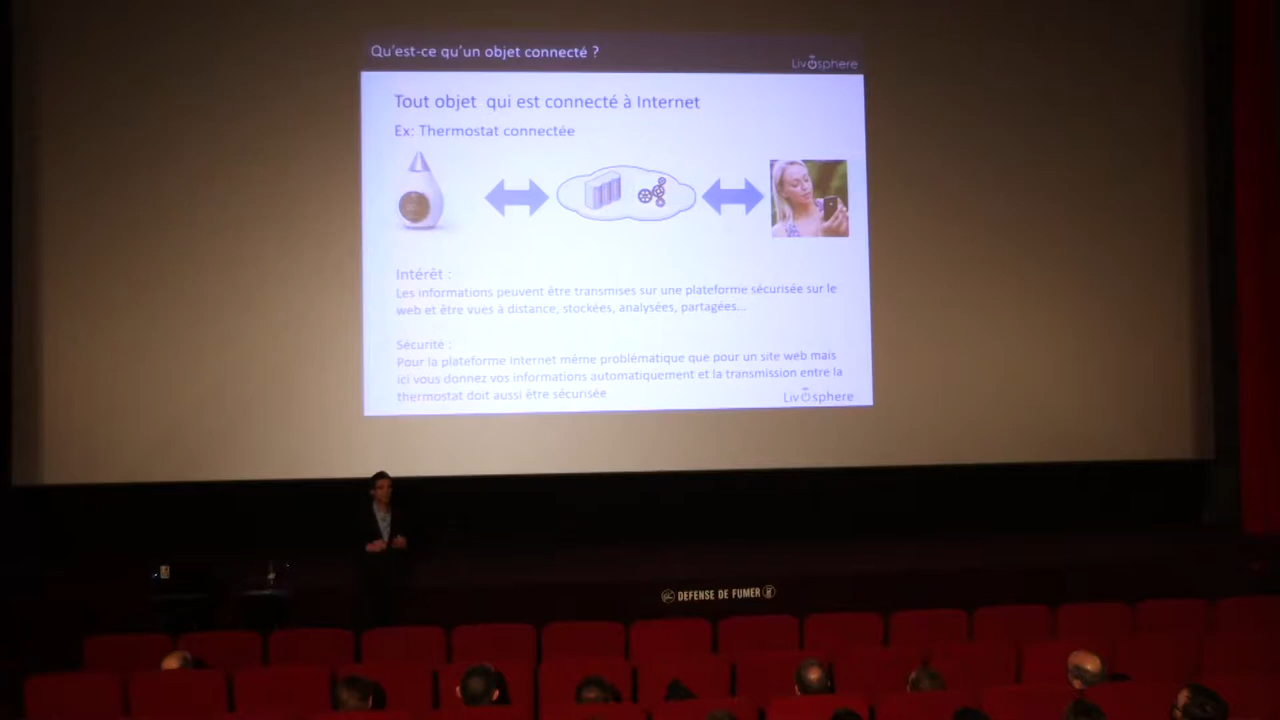 Qu'est-ce qu'un objet connecté ?
Livosphere
Tout objet qui est connecté à Internet
Ex: Thermostat connectée
Intérêt :
Les informations peuvent être transmises sur une plateforme sécurisée sur le
web et être vues à distance, stockées, analysées, partagées...
Sécurité :
Pour la plateforme Internet même problématique que pour un site web mais
ici vous donnez vos informations automatiquement et la transmission entre la
thermostat doit aussi être sécurisée
Livosphere
DEFENSE DE FUMER